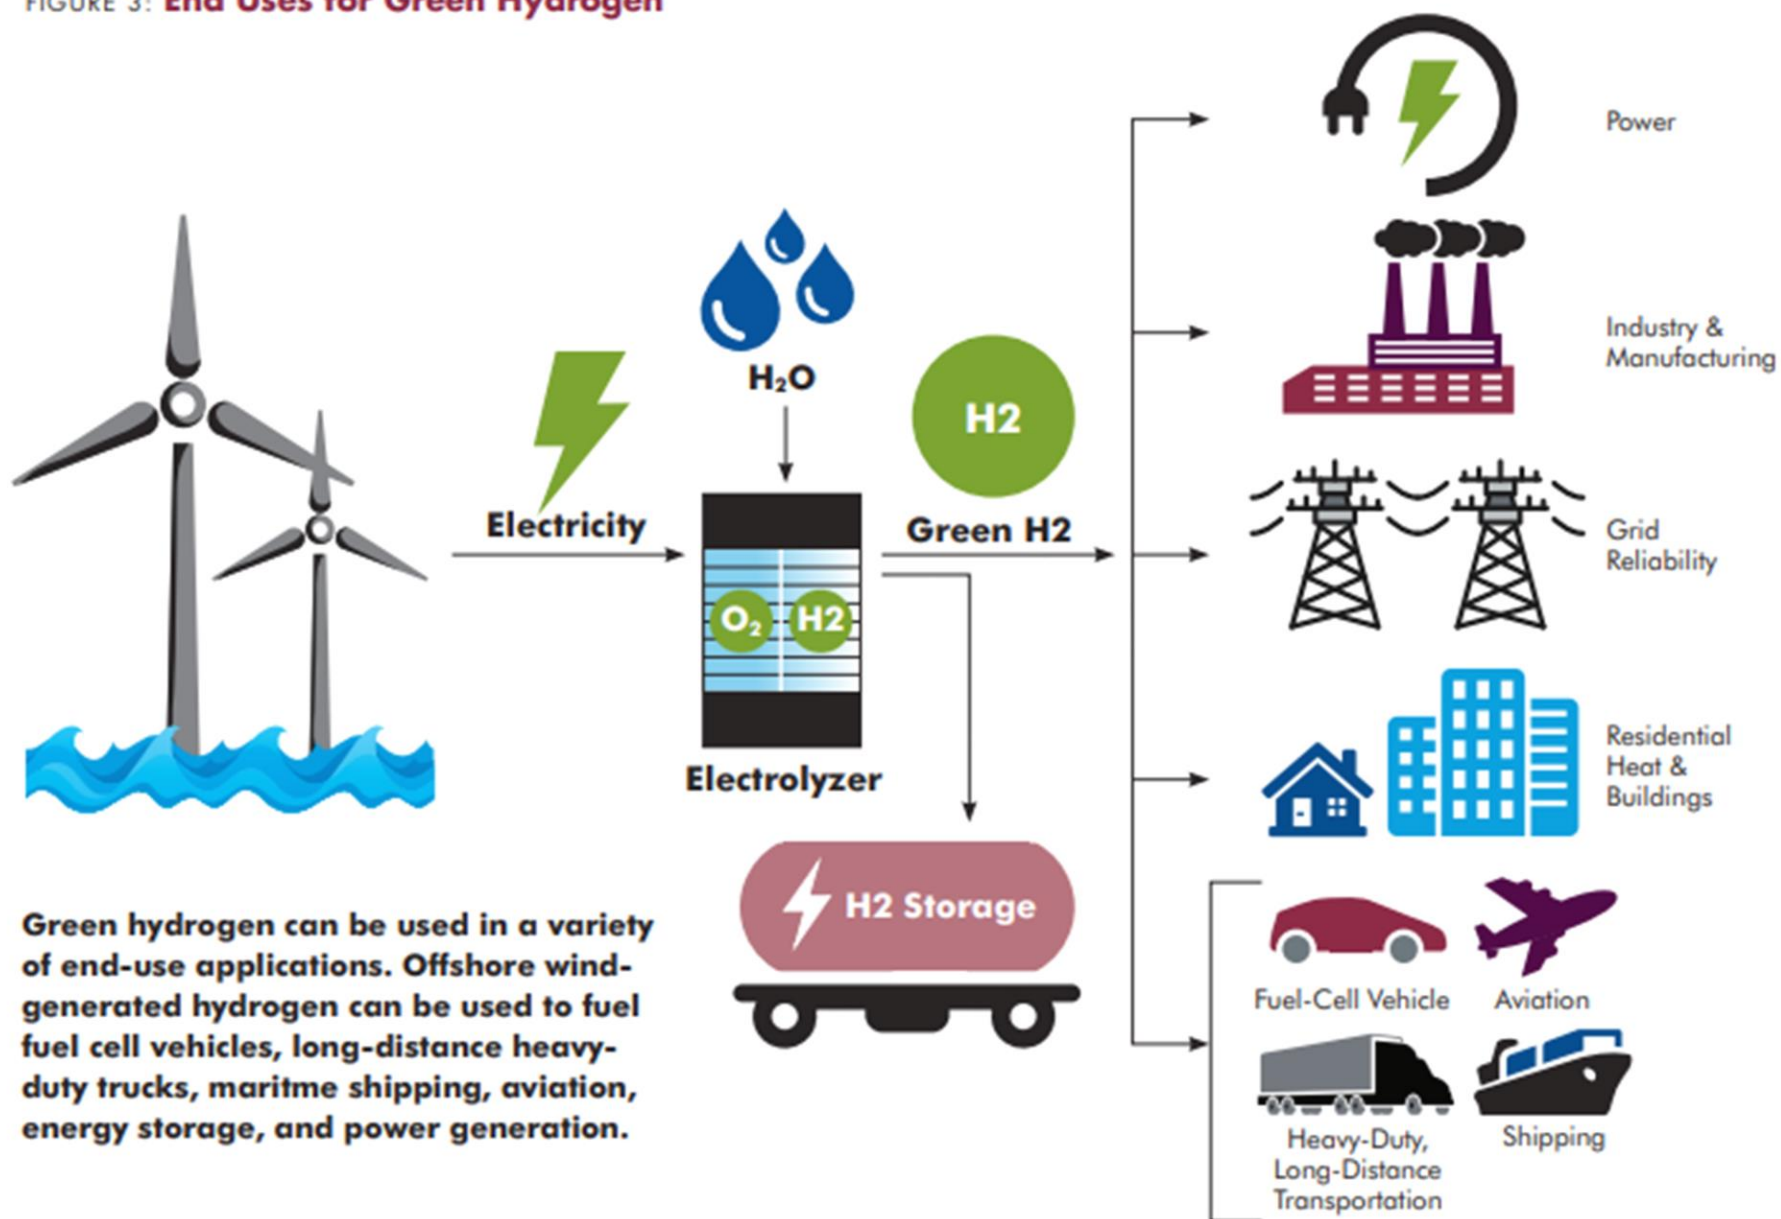 FIGURE 3: End Uses for Green Hydrogen
Power
H₂O
Industry &
Manufacturing
H2
Electricity
Green H2
Grid
Reliability
O₂ H2
Electrolyzer
Residential
Heat &
Buildings
H2 Storage
Green hydrogen can be used in a variety
of end-use applications. Offshore wind-
generated hydrogen can be used to fuel
fuel cell vehicles, long-distance heavy-
duty trucks, maritme shipping, aviation,
energy storage, and power generation.
Fuel-Cell Vehicle
Aviation
Heavy-Duty,
Long-Distance
Transportation
Shipping